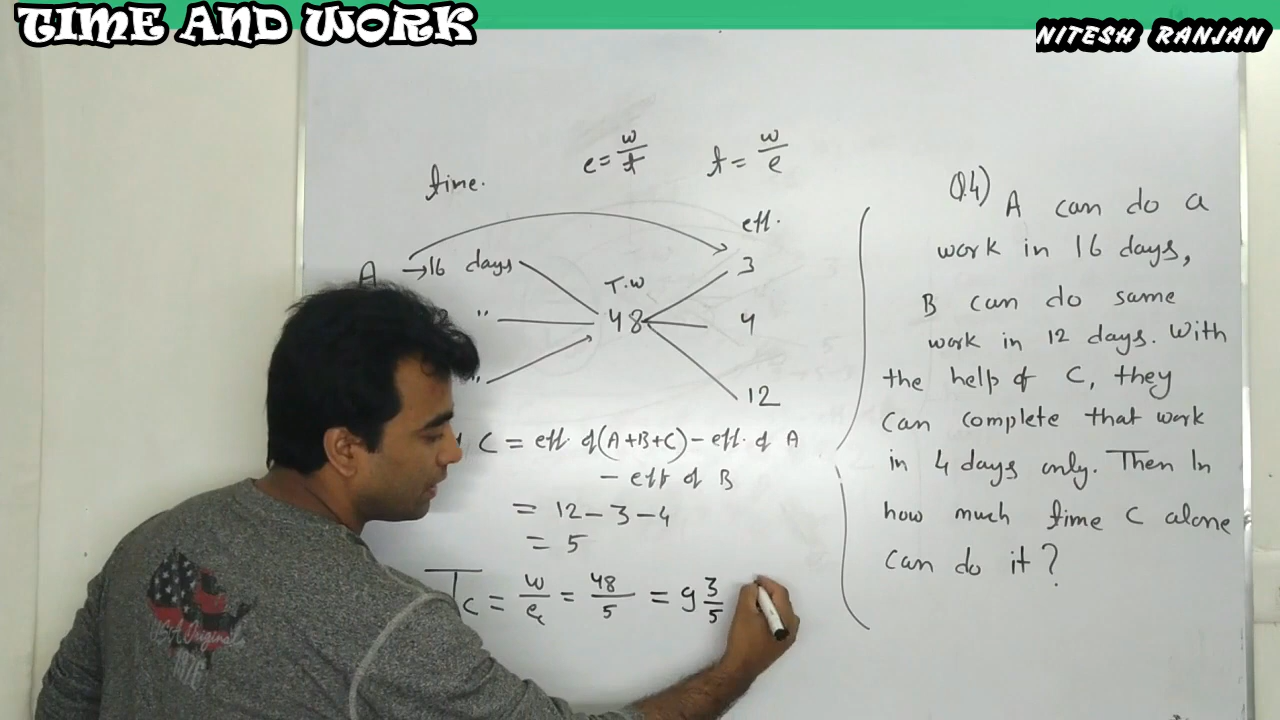 TIME AND WORK
NITESH RANJAN
time.
e = w/t
t = w/e
eff.
A → 16 days
3
T.W
"
48
4
"
12
C = eff. of (A+B+C) - eff. of A
- eff of B
= 12 - 3 - 4
= 5
Tc = w/ec = 48/5 = 9 3/5
Q.4) A can do a
work in 16 days,
B can do same
work in 12 days. With
the help of C, they
can complete that work
in 4 days only. Then In
how much time C alone
can do it?